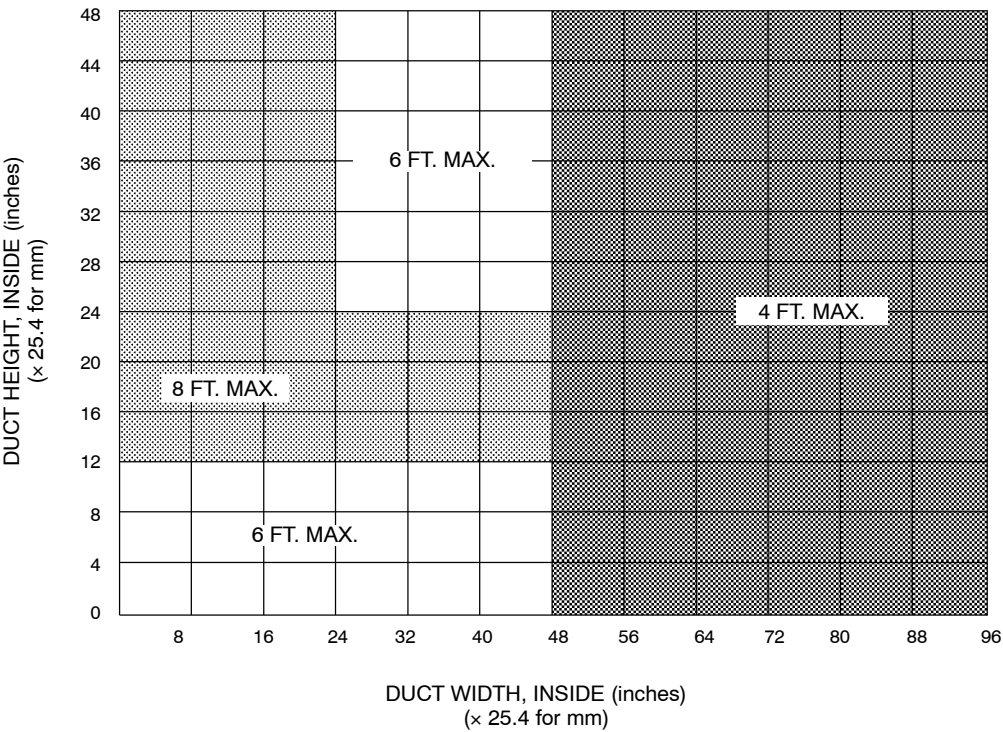 48
44
40
36
32
28
24
20
16
12
8
4
0
DUCT HEIGHT, INSIDE (inches)
(× 25.4 for mm)
6 FT. MAX.
4 FT. MAX.
8 FT. MAX.
6 FT. MAX.
8 16 24 32 40 48 56 64 72 80 88 96
DUCT WIDTH, INSIDE (inches)
(× 25.4 for mm)